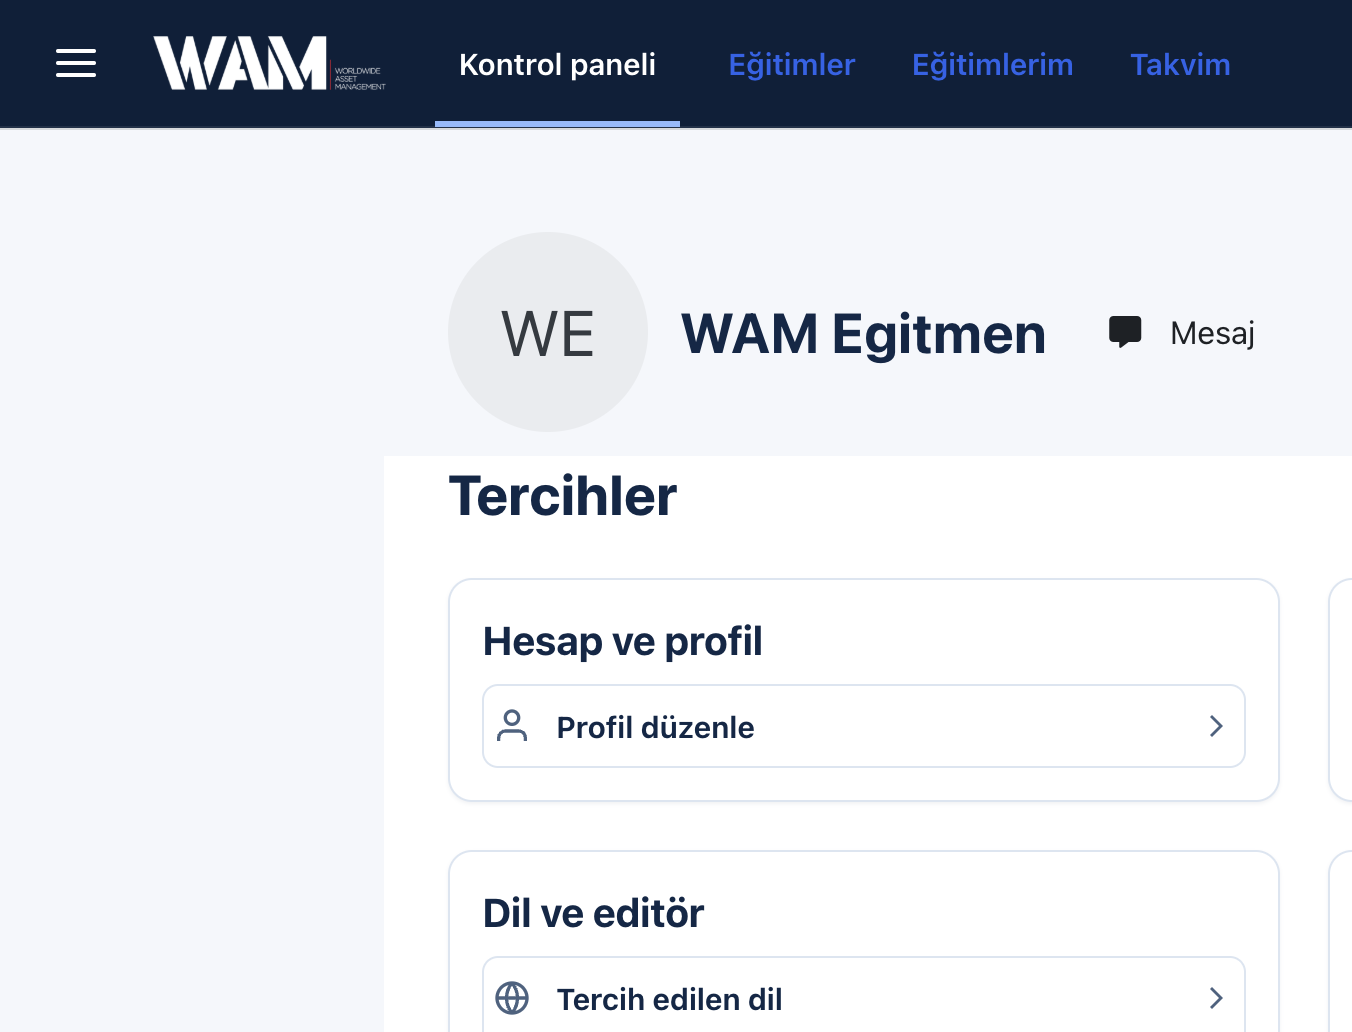 WAM
WORLDWIDE
ASSET
MANAGEMENT
Kontrol paneli
Eğitimler
Eğitimlerim
Takvim
WE
WAM Egitmen
Mesaj
Tercihler
Hesap ve profil
Profil düzenle
Dil ve editör
Tercih edilen dil